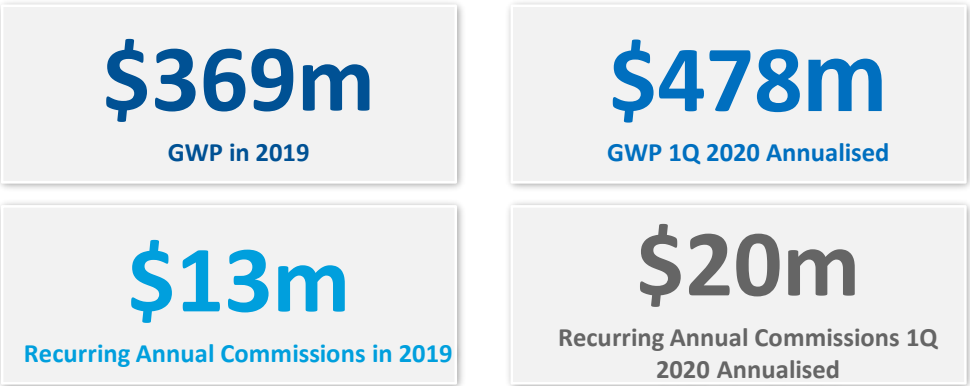 $369m
GWP in 2019
$478m
GWP 1Q 2020 Annualised
$13m
Recurring Annual Commissions in 2019
$20m
Recurring Annual Commissions 1Q
2020 Annualised